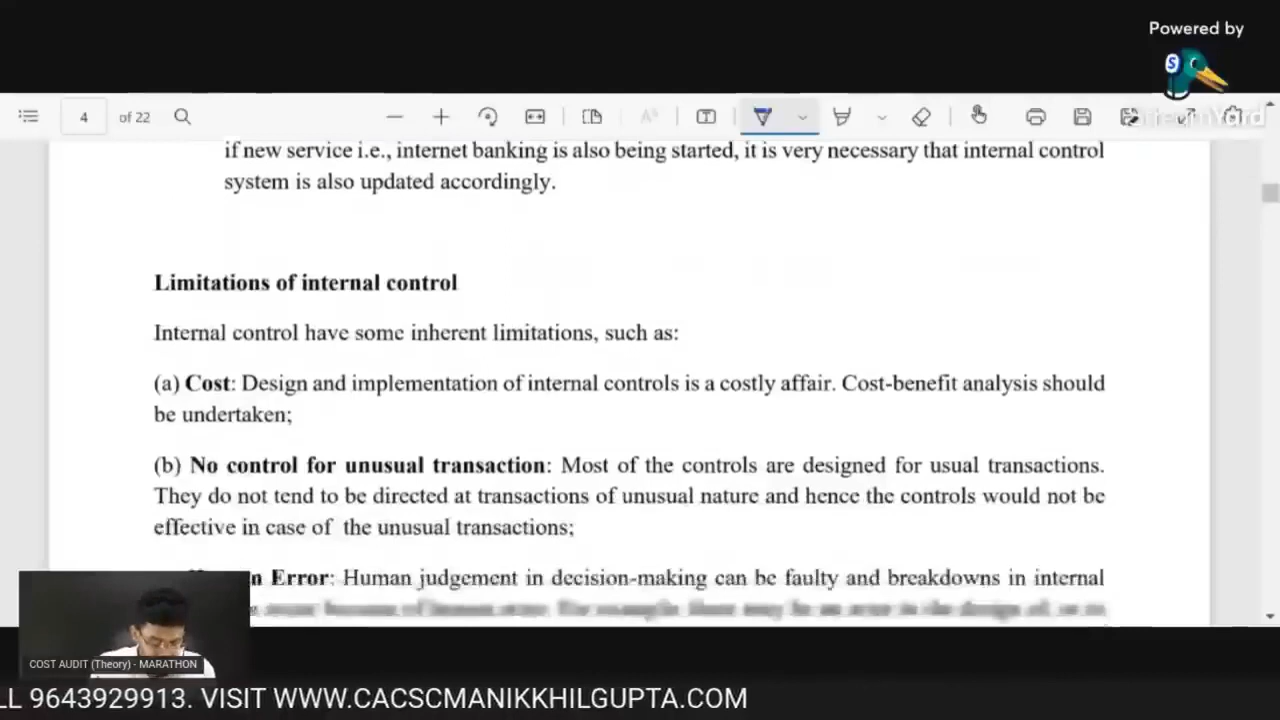 Powered by
S
4 of 22
if new service i.e., internet banking is also being started, it is very necessary that internal control
system is also updated accordingly.
Limitations of internal control
Internal control have some inherent limitations, such as:
(a) Cost: Design and implementation of internal controls is a costly affair. Cost-benefit analysis should
be undertaken;
(b) No control for unusual transaction: Most of the controls are designed for usual transactions.
They do not tend to be directed at transactions of unusual nature and hence the controls would not be
effective in case of the unusual transactions;
Error: Human judgement in decision-making can be faulty and breakdowns in internal
COST AUDIT (Theory) - MARATHON
LL 9643929913. VISIT WWW.CACSCMANIKKHILGUPTA.COM